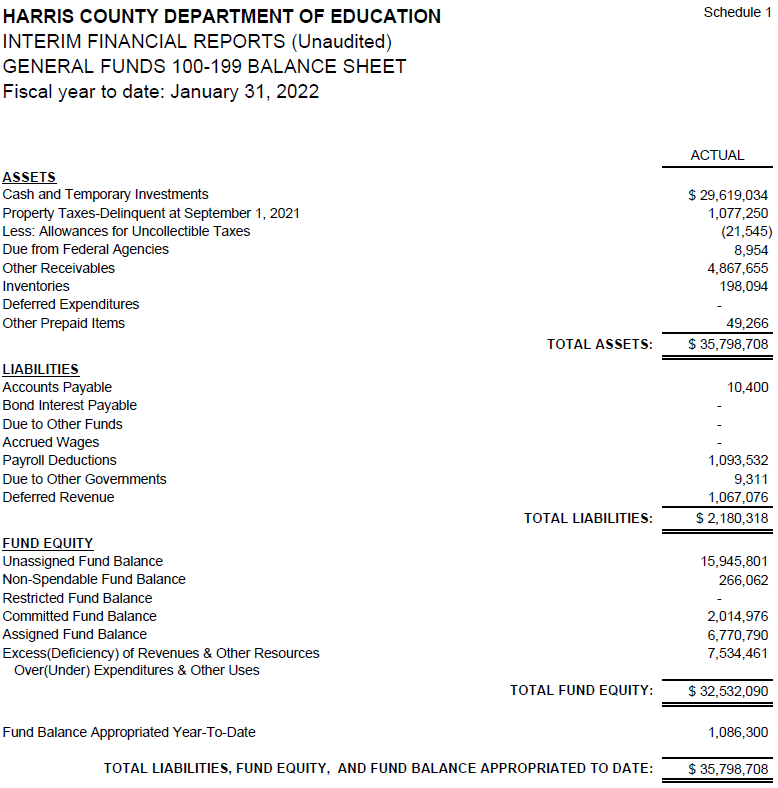 HARRIS COUNTY DEPARTMENT OF EDUCATION Schedule 1
INTERIM FINANCIAL REPORTS (Unaudited)
GENERAL FUNDS 100-199 BALANCE SHEET
Fiscal year to date: January 31, 2022
ACTUAL
ASSETS
Cash and Temporary Investments $ 29,619,034
Property Taxes-Delinquent at September 1, 2021 1,077,250
Less: Allowances for Uncollectible Taxes (21,545)
Due from Federal Agencies 8,954
Other Receivables 4,867,655
Inventories 198,094
Deferred Expenditures -
Other Prepaid Items 49,266
TOTAL ASSETS: $ 35,798,708
LIABILITIES
Accounts Payable 10,400
Bond Interest Payable -
Due to Other Funds -
Accrued Wages -
Payroll Deductions 1,093,532
Due to Other Governments 9,311
Deferred Revenue 1,067,076
TOTAL LIABILITIES: $ 2,180,318
FUND EQUITY
Unassigned Fund Balance 15,945,801
Non-Spendable Fund Balance 266,062
Restricted Fund Balance -
Committed Fund Balance 2,014,976
Assigned Fund Balance 6,770,790
Excess(Deficiency) of Revenues & Other Resources 7,534,461
Over(Under) Expenditures & Other Uses
TOTAL FUND EQUITY: $ 32,532,090
Fund Balance Appropriated Year-To-Date 1,086,300
TOTAL LIABILITIES, FUND EQUITY, AND FUND BALANCE APPROPRIATED TO DATE: $ 35,798,708